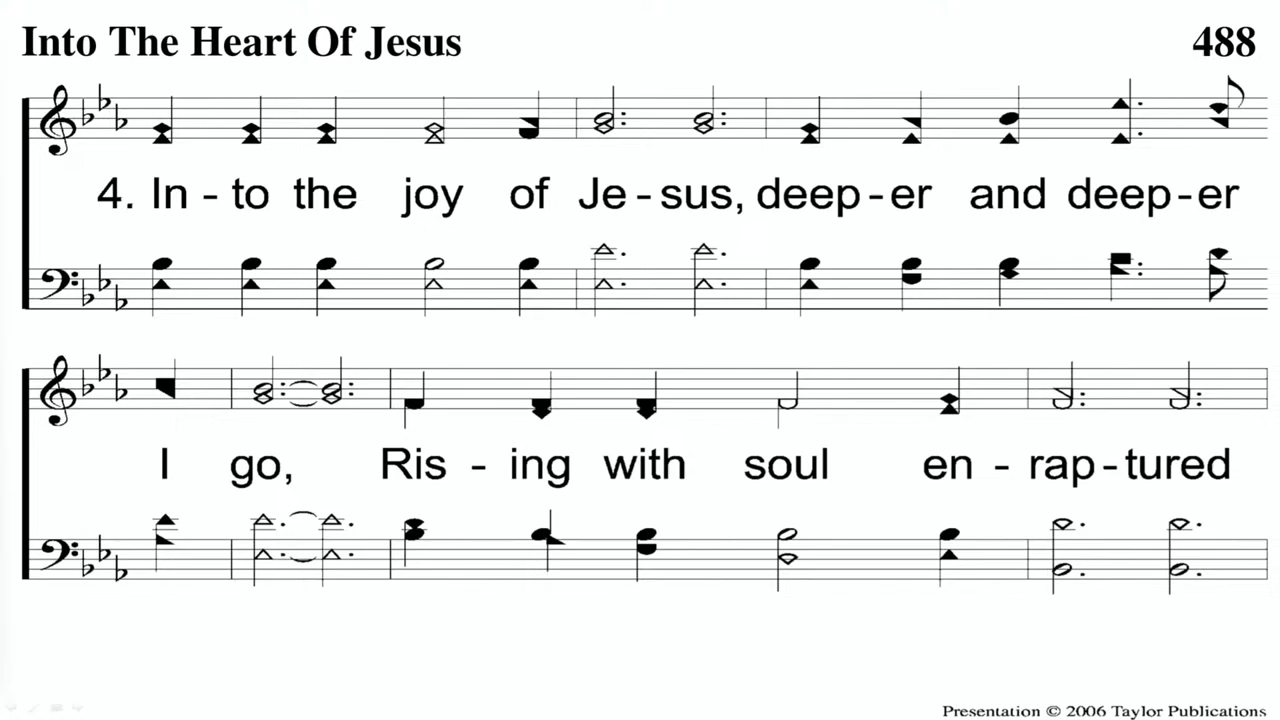 Into The Heart Of Jesus 488
4. In - to the joy of Je - sus, deep - er and deep - er
I go, Ris - ing with soul en - rap - tured
Presentation © 2006 Taylor Publications